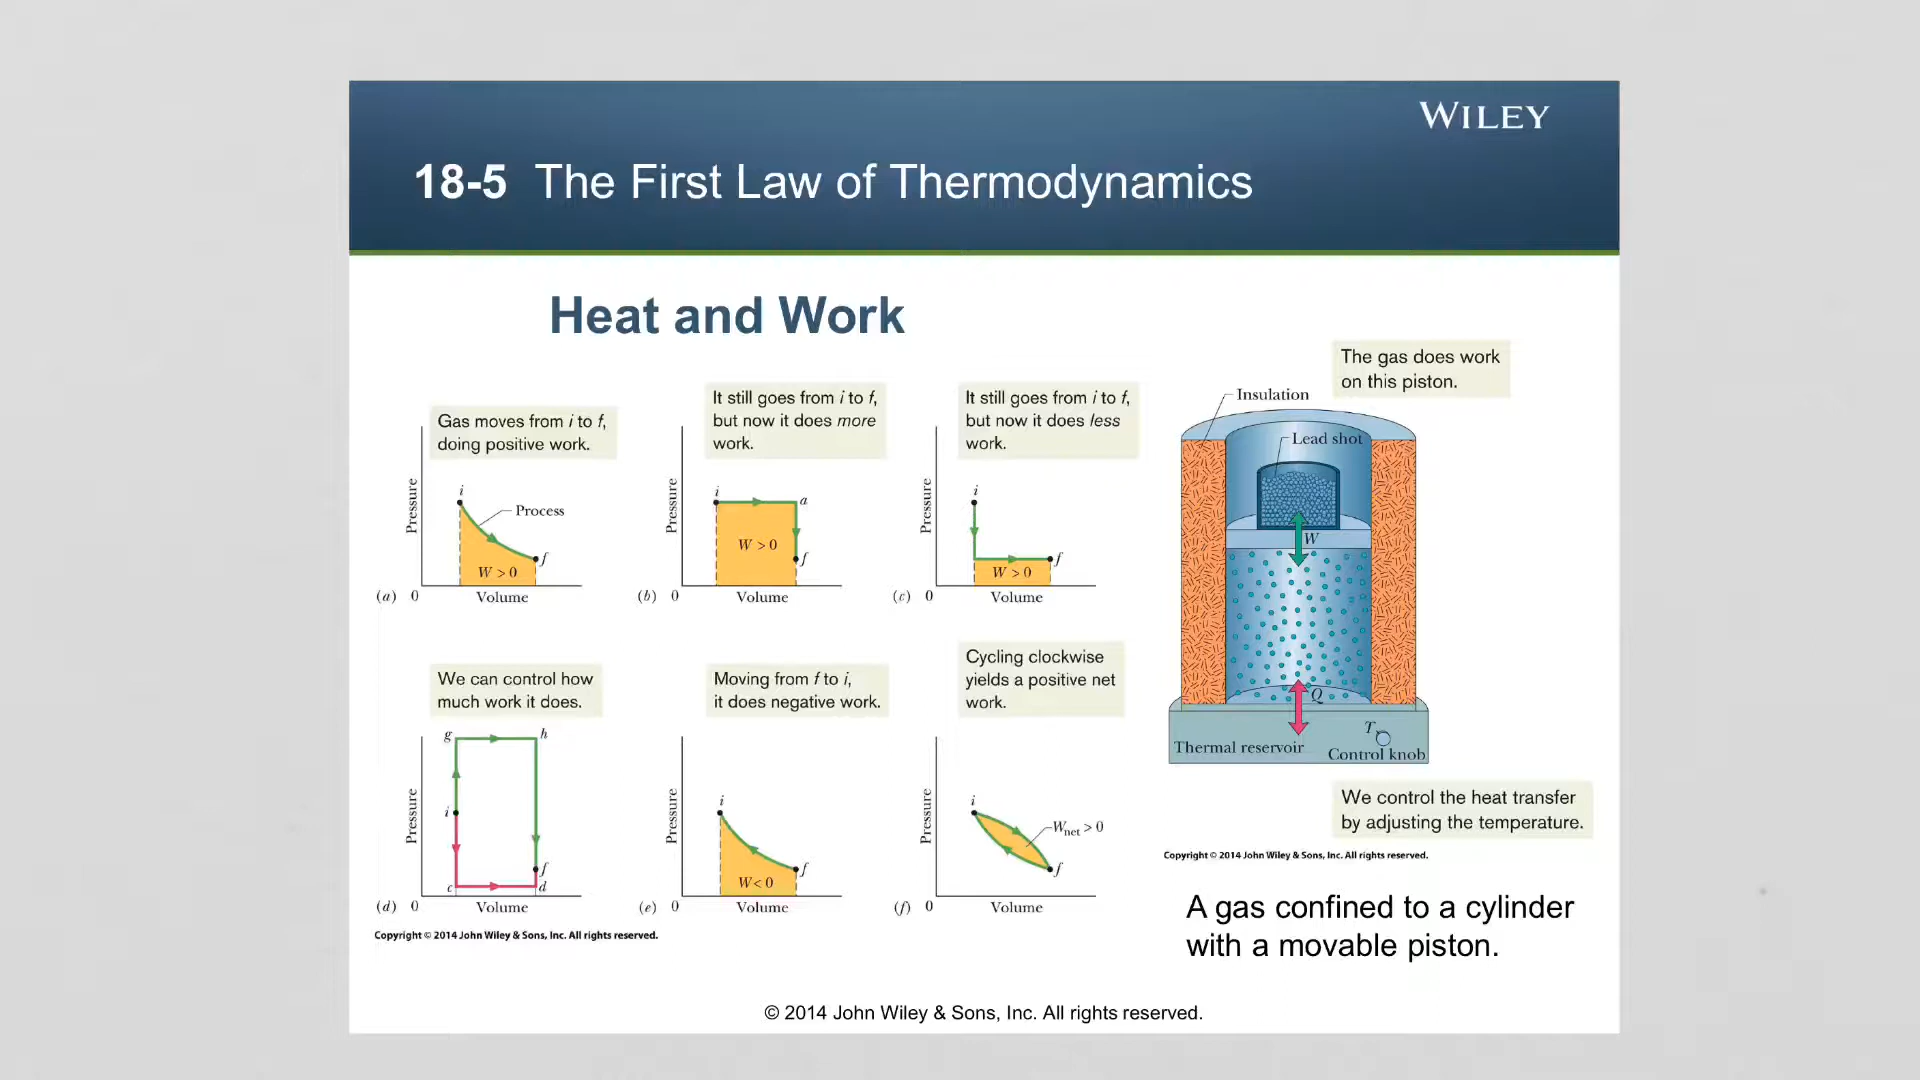 WILEY
18-5 The First Law of Thermodynamics
Heat and Work
Gas moves from i to f,
doing positive work.
Pressure
i
Process
f
W > 0
(a) 0
Volume
It still goes from i to f,
but now it does more
work.
Pressure
i
a
W > 0
f
(b) 0
Volume
It still goes from i to f,
but now it does less
work.
Pressure
i
f
W > 0
(c) 0
Volume
We can control how
much work it does.
Pressure
g
h
i
f
c
d
(d) 0
Volume
Moving from f to i,
it does negative work.
Pressure
i
f
W< 0
(e) 0
Volume
Cycling clockwise
yields a positive net
work.
Pressure
i
Wnet > 0
f
(f) 0
Volume
Copyright © 2014 John Wiley & Sons, Inc. All rights reserved.
The gas does work
on this piston.
Insulation
Lead shot
W
Q
T
Thermal reservoir
Control knob
We control the heat transfer
by adjusting the temperature.
Copyright © 2014 John Wiley & Sons, Inc. All rights reserved.
A gas confined to a cylinder
with a movable piston.
© 2014 John Wiley & Sons, Inc. All rights reserved.